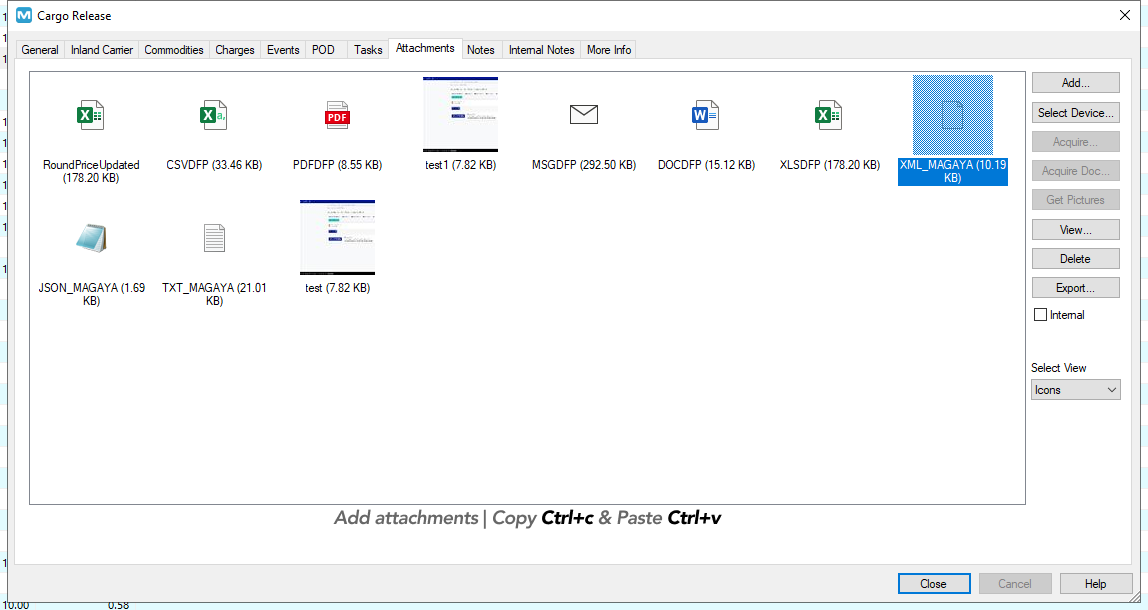 Cargo Release
General Inland Carrier Commodities Charges Events POD Tasks Attachments Notes Internal Notes More Info
RoundPriceUpdated
(178.20 KB)
CSVDFP (33.46 KB)
PDF
PDFDFP (8.55 KB)
test1 (7.82 KB)
MSGDFP (292.50 KB)
DOCDFP (15.12 KB)
XLSDFP (178.20 KB)
XML_MAGAYA (10.19
KB)
JSON_MAGAYA (1.69
KB)
TXT_MAGAYA (21.01
KB)
test (7.82 KB)
Add...
Select Device...
Acquire...
Acquire Doc...
Get Pictures
View...
Delete
Export...
Internal
Select View
Icons
Add attachments | Copy Ctrl+c & Paste Ctrl+v
Close Cancel Help
10.00 0.58